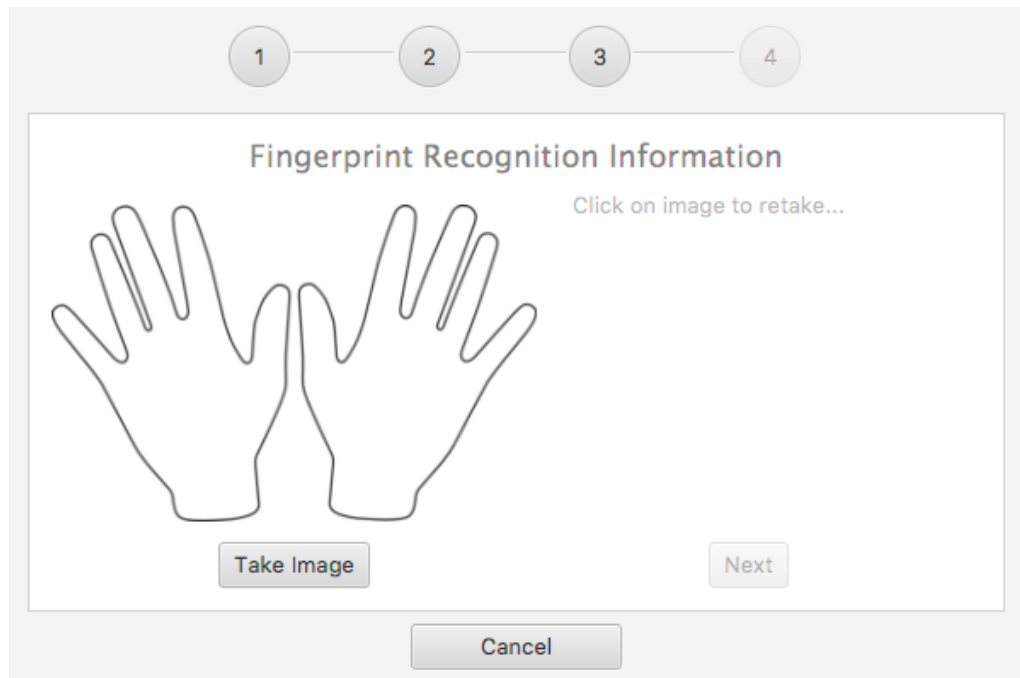 1 2 3 4
Fingerprint Recognition Information
Click on image to retake...
Take Image
Next
Cancel